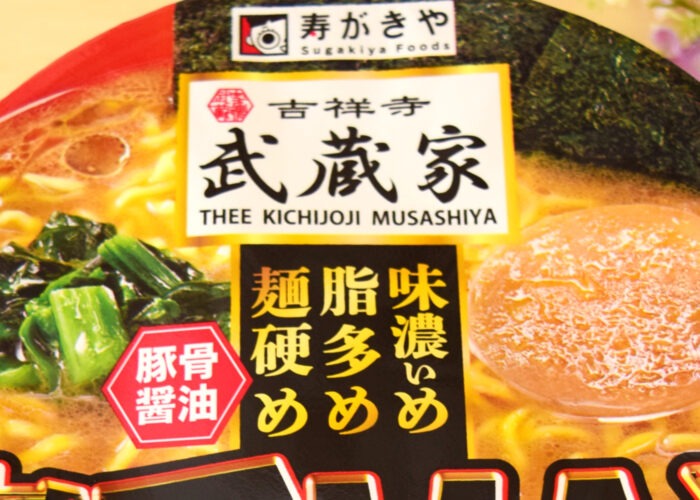 寿がきや
Sugakiya Foods
吉祥寺
武蔵家
THEE KICHIJOJI MUSASHIYA
味濃いめ
脂多め
麺硬め
豚骨
醤油